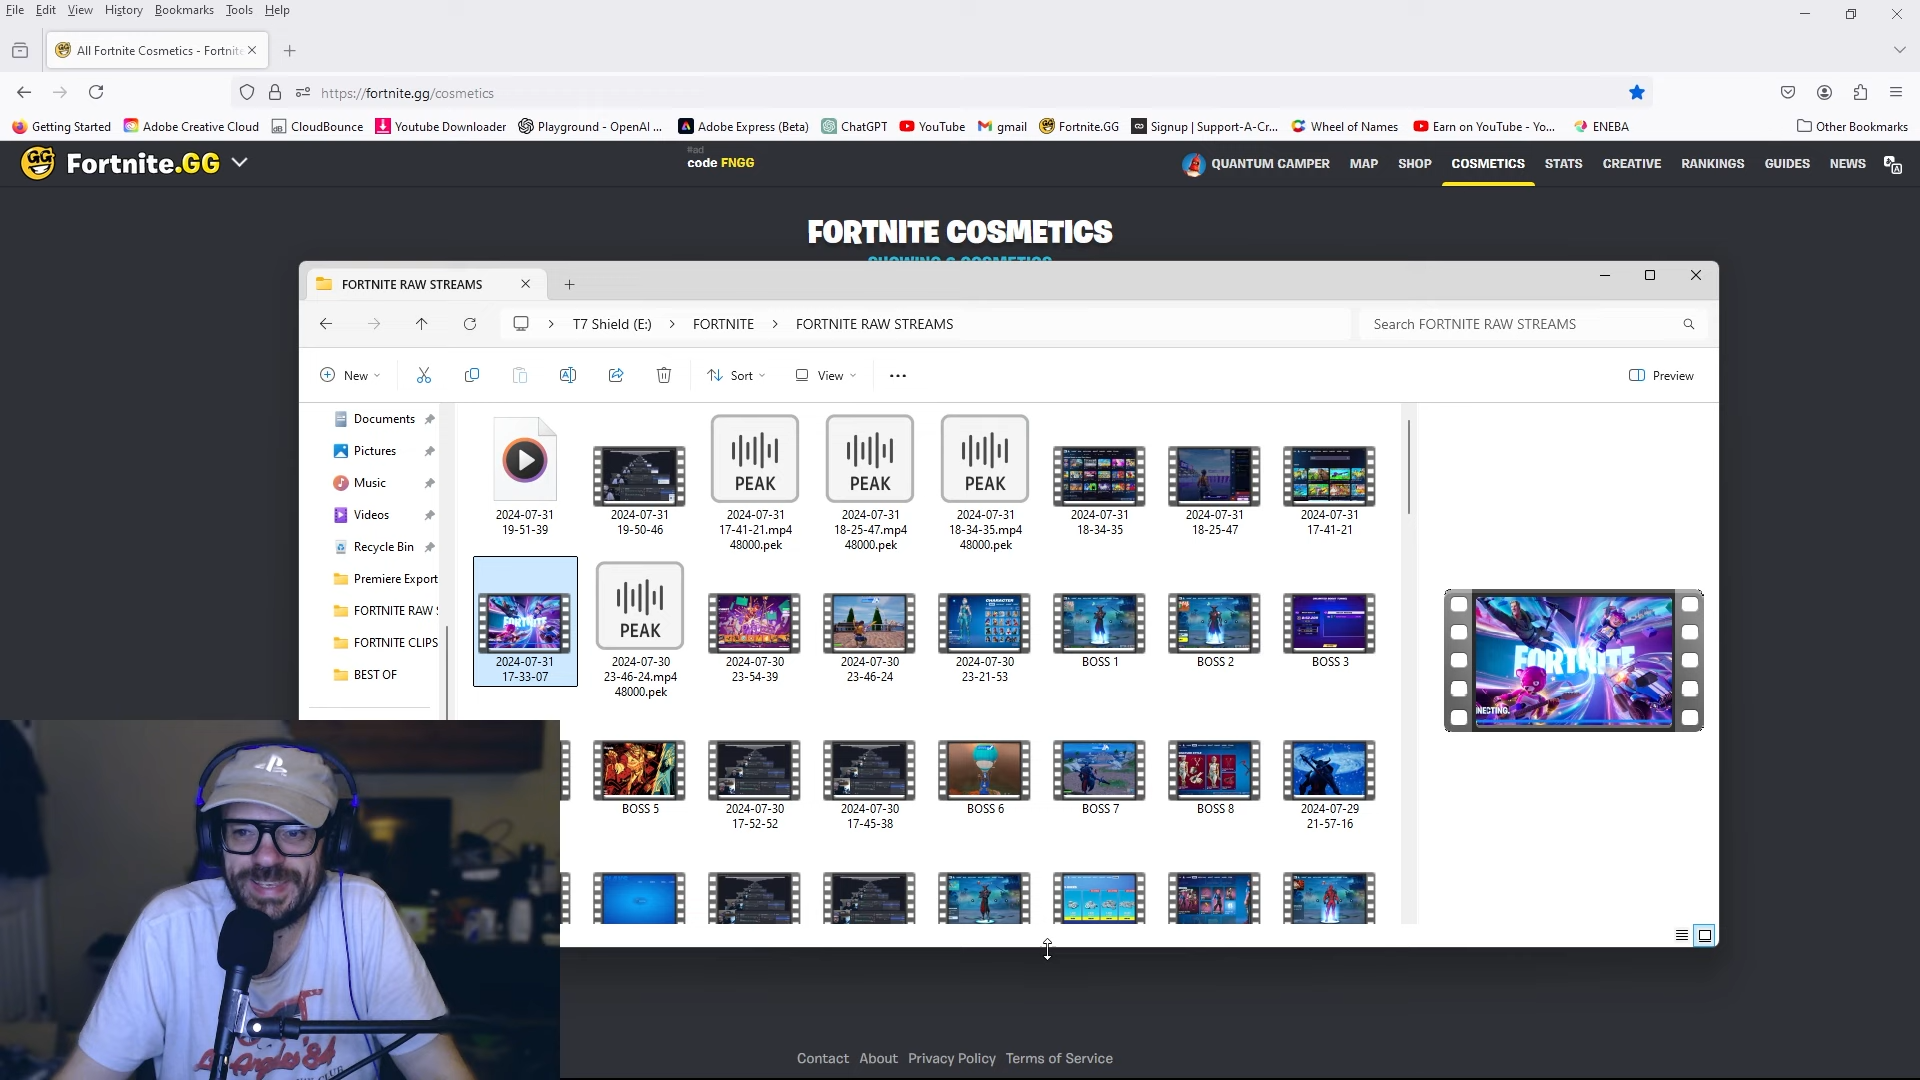 File Edit View History Bookmarks Tools Help
All Fortnite Cosmetics - Fortnite
https://fortnite.gg/cosmetics
Getting Started Adobe Creative Cloud CloudBounce Youtube Downloader Playground - OpenAI ... Adobe Express (Beta) ChatGPT YouTube gmail Fortnite.GG Signup | Support-A-Cr... Wheel of Names Earn on YouTube - Yo... ENEBA Other Bookmarks
Fortnite.GG
#ad
code FNGG
QUANTUM CAMPER MAP SHOP COSMETICS STATS CREATIVE RANKINGS GUIDES NEWS
FORTNITE COSMETICS
FORTNITE RAW STREAMS
T7 Shield (E:) > FORTNITE > FORTNITE RAW STREAMS
Search FORTNITE RAW STREAMS
New Sort View ... Preview
Documents
Pictures
Music
Videos
Recycle Bin
Premiere Export
FORTNITE RAW
FORTNITE CLIPS
BEST OF
PEAK PEAK PEAK
2024-07-31 2024-07-31 2024-07-31 2024-07-31 2024-07-31 2024-07-31 2024-07-31 2024-07-31
19-51-39 19-50-46 17-41-21.mp4 18-25-47.mp4 18-34-35.mp4 18-34-35 18-25-47 17-41-21
48000.pek 48000.pek 48000.pek
PEAK
2024-07-31 2024-07-30 2024-07-30 2024-07-30 2024-07-30 BOSS 1 BOSS 2 BOSS 3
17-33-07 23-46-24.mp4 23-54-39 23-46-24 23-21-53
48000.pek
FORTNITE
BOSS 5 2024-07-30 2024-07-30 BOSS 6 BOSS 7 BOSS 8 2024-07-29
17-52-52 17-45-38 21-57-16
Contact About Privacy Policy Terms of Service